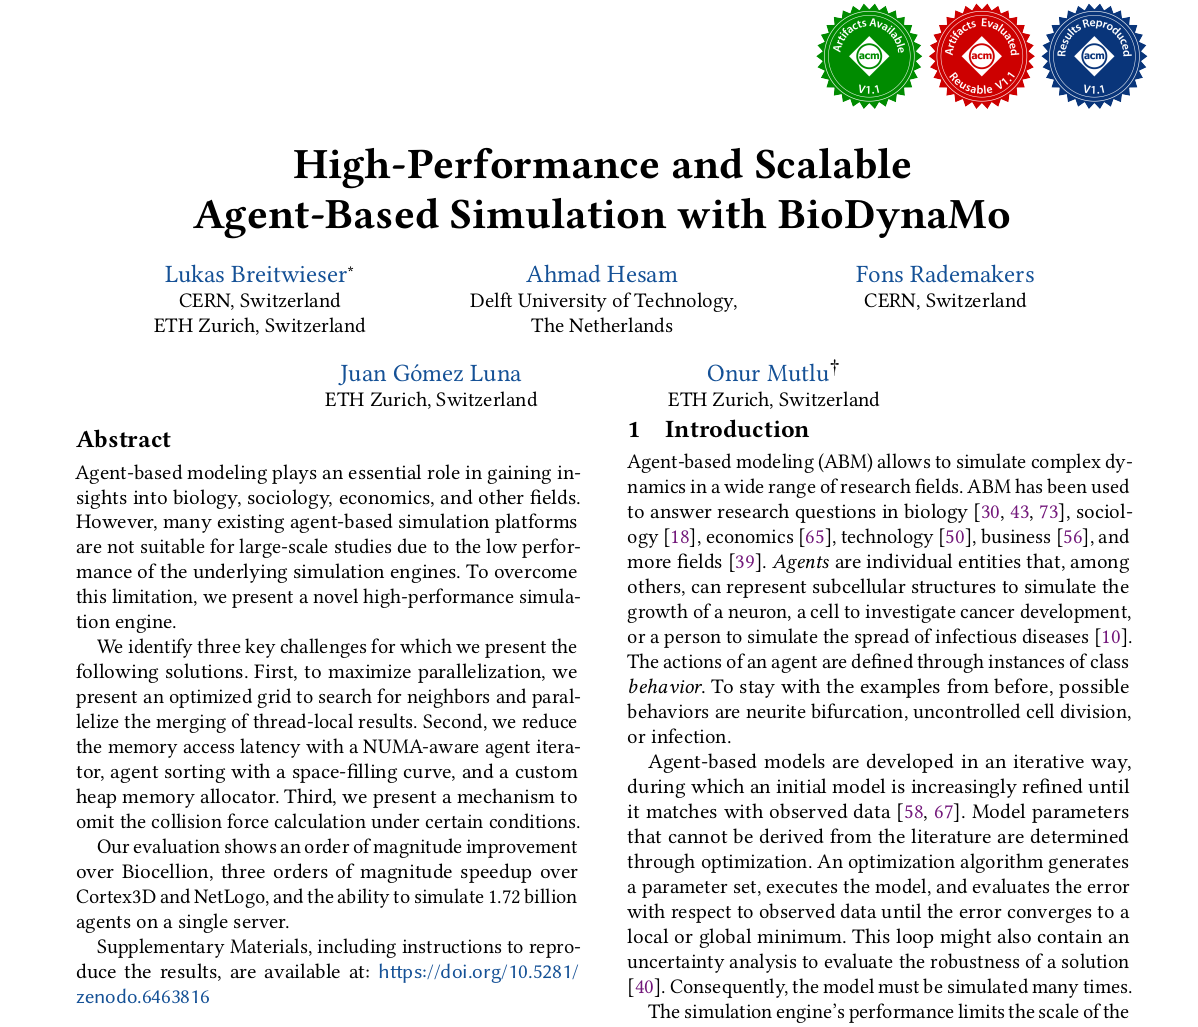 Artifacts Available
acm
V1.1
Artifacts Evaluated
acm
Reusable V1.1
Results Reproduced
acm
V1.1
High-Performance and Scalable
Agent-Based Simulation with BioDynaMo
Lukas Breitwieser*
CERN, Switzerland
ETH Zurich, Switzerland
Ahmad Hesam
Delft University of Technology,
The Netherlands
Fons Rademakers
CERN, Switzerland
Juan Gómez Luna
ETH Zurich, Switzerland
Onur Mutlu†
ETH Zurich, Switzerland
Abstract
Agent-based modeling plays an essential role in gaining in-
sights into biology, sociology, economics, and other fields.
However, many existing agent-based simulation platforms
are not suitable for large-scale studies due to the low perfor-
mance of the underlying simulation engines. To overcome
this limitation, we present a novel high-performance simula-
tion engine.
We identify three key challenges for which we present the
following solutions. First, to maximize parallelization, we
present an optimized grid to search for neighbors and paral-
lelize the merging of thread-local results. Second, we reduce
the memory access latency with a NUMA-aware agent itera-
tor, agent sorting with a space-filling curve, and a custom
heap memory allocator. Third, we present a mechanism to
omit the collision force calculation under certain conditions.
Our evaluation shows an order of magnitude improvement
over Biocellion, three orders of magnitude speedup over
Cortex3D and NetLogo, and the ability to simulate 1.72 billion
agents on a single server.
Supplementary Materials, including instructions to repro-
duce the results, are available at: https://doi.org/10.5281/
zenodo.6463816
1 Introduction
Agent-based modeling (ABM) allows to simulate complex dy-
namics in a wide range of research fields. ABM has been used
to answer research questions in biology [30, 43, 73], sociol-
ogy [18], economics [65], technology [50], business [56], and
more fields [39]. Agents are individual entities that, among
others, can represent subcellular structures to simulate the
growth of a neuron, a cell to investigate cancer development,
or a person to simulate the spread of infectious diseases [10].
The actions of an agent are defined through instances of class
behavior. To stay with the examples from before, possible
behaviors are neurite bifurcation, uncontrolled cell division,
or infection.
Agent-based models are developed in an iterative way,
during which an initial model is increasingly refined until
it matches with observed data [58, 67]. Model parameters
that cannot be derived from the literature are determined
through optimization. An optimization algorithm generates
a parameter set, executes the model, and evaluates the error
with respect to observed data until the error converges to a
local or global minimum. This loop might also contain an
uncertainty analysis to evaluate the robustness of a solution
[40]. Consequently, the model must be simulated many times.
The simulation engine's performance limits the scale of the